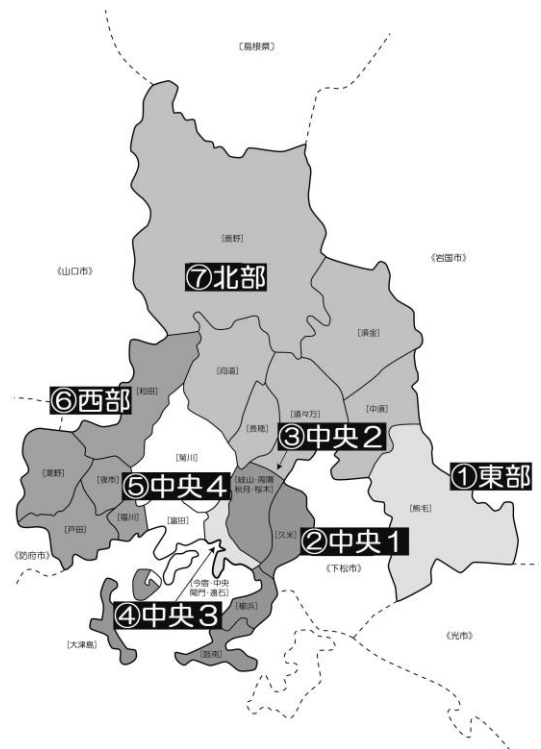 [島根県]
[鹿野]
《山口市》
《岩国市》
⑦北部
[須金]
[向道]
[和田]
⑥西部
[中須]
[須々万]
[長穂]
③中央2
[菊川]
[湯野]
[夜市]
⑤中央4
[岐山・周陽
秋月・桜木]
①東部
[熊毛]
[戸田]
[福川]
[富田]
[久米]
②中央1
《防府市》
《下松市》
[今宿・中央
関門・遠石]
④中央3
[櫛浜]
《光市》
[大津島]
[鼓南]